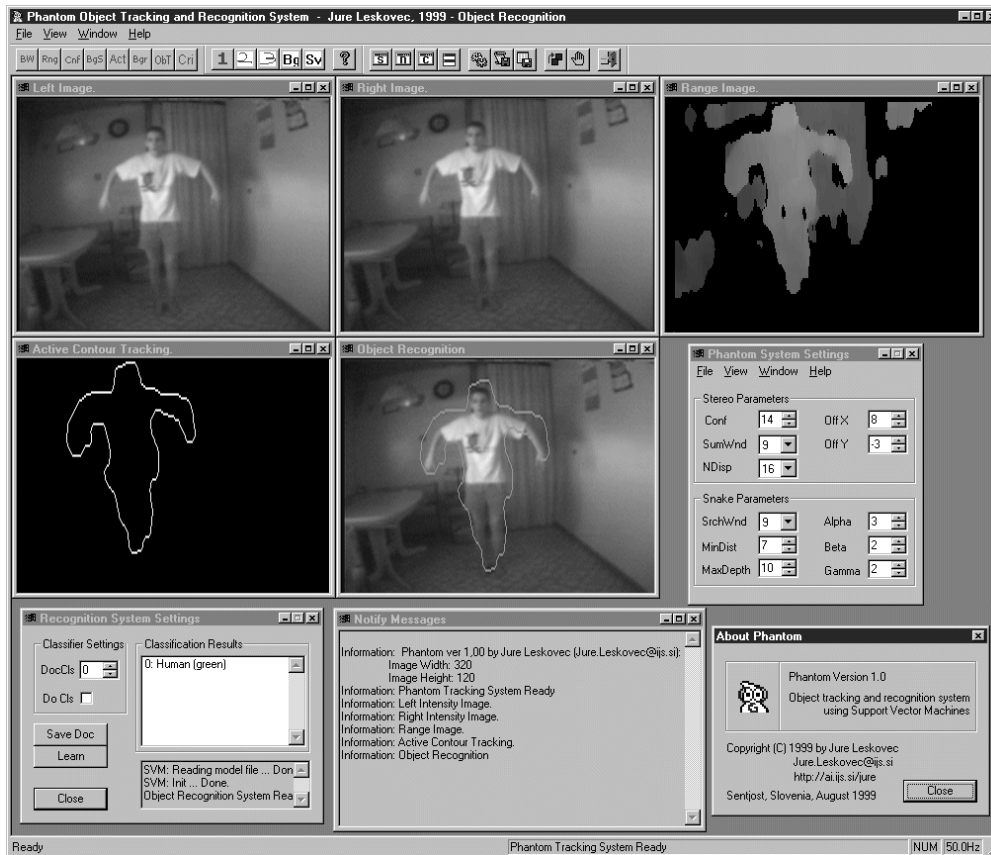 Phantom Object Tracking and Recognition System - Jure Leskovec, 1999 - Object Recognition
File View Window Help
BW Rng Cnf BgS Act Bgr ObT Cri 1 2 3 Bg Sv ? S D C
Left Image.
Right Image.
Range Image.
Active Contour Tracking.
Object Recognition
Phantom System Settings
File View Window Help
Stereo Parameters
Conf 14 Off X 8
SumWnd 9 Off Y -3
NDisp 16
Snake Parameters
SrchWnd 9 Alpha 3
MinDist 7 Beta 2
MaxDepth 10 Gamma 2
Recognition System Settings
Classifier Settings
DocCls 0
Do Cls
Save Doc
Learn
Close
Classification Results
0: Human (green)
SVM: Reading model file ... Don
SVM: Init ... Done.
Object Recognition System Rea
Notify Messages
Information: Phantom ver 1,00 by Jure Leskovec (Jure.Leskovec@ijs.si):
Image Width: 320
Image Height: 120
Information: Phantom Tracking System Ready
Information: Left Intensity Image.
Information: Right Intensity Image.
Information: Range Image.
Information: Active Contour Tracking.
Information: Object Recognition
About Phantom
Phantom Version 1.0
Object tracking and recognition system
using Support Vector Machines
Copyright (C) 1999 by Jure Leskovec
Jure.Leskovec@ijs.si
http://ai.ijs.si/jure
Sentjost, Slovenia, August 1999
Close
Ready
Phantom Tracking System Ready
NUM 50.0Hz